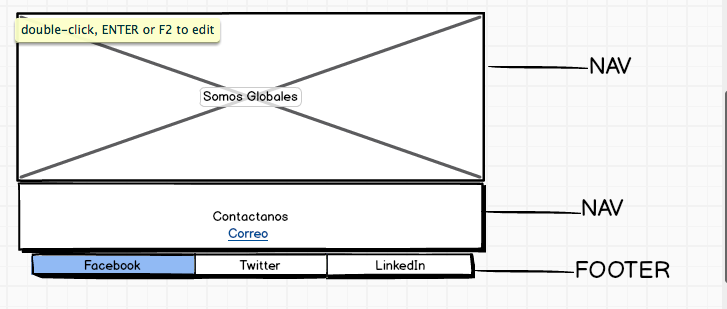 double-click, ENTER or F2 to edit
NAV
Somos Globales
Contactanos
NAV
Correo
Facebook Twitter LinkedIn
FOOTER